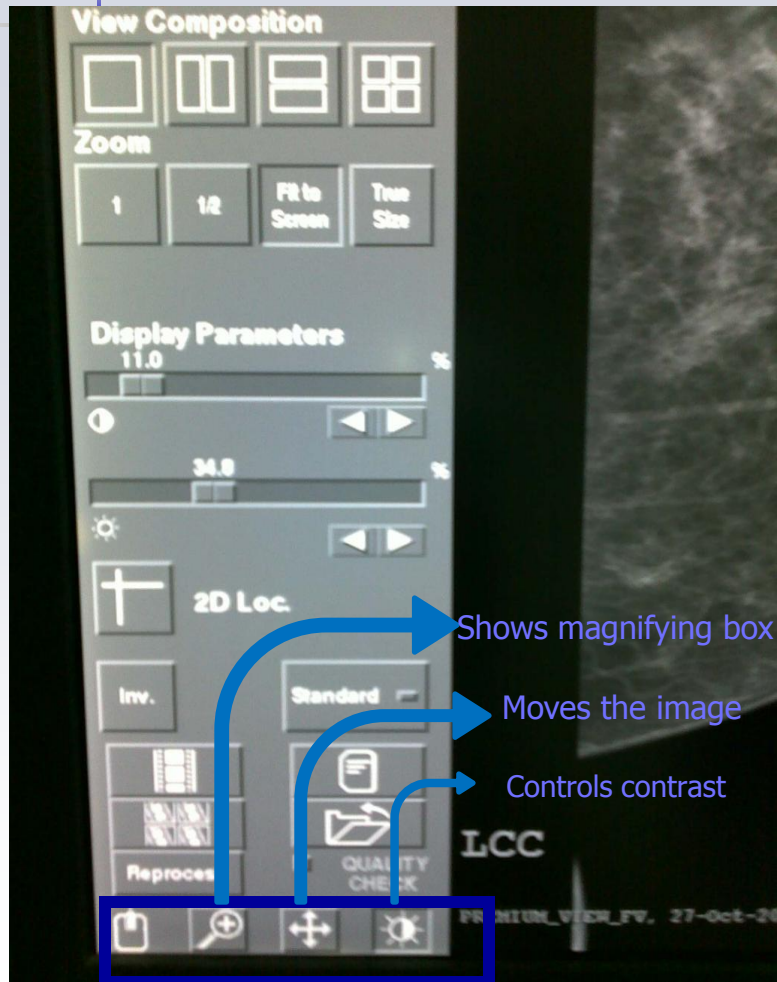 View Composition
Zoom
1 1/2 Fit to Screen True Size
Display Parameters
11.0 %
34.8 %
2D Loc.
Shows magnifying box
Inv. Standard
Moves the image
Controls contrast
LCC
Reproces
QUALITY
CHECK
PREMIUM_VIEW_FV, 27-Oct-20